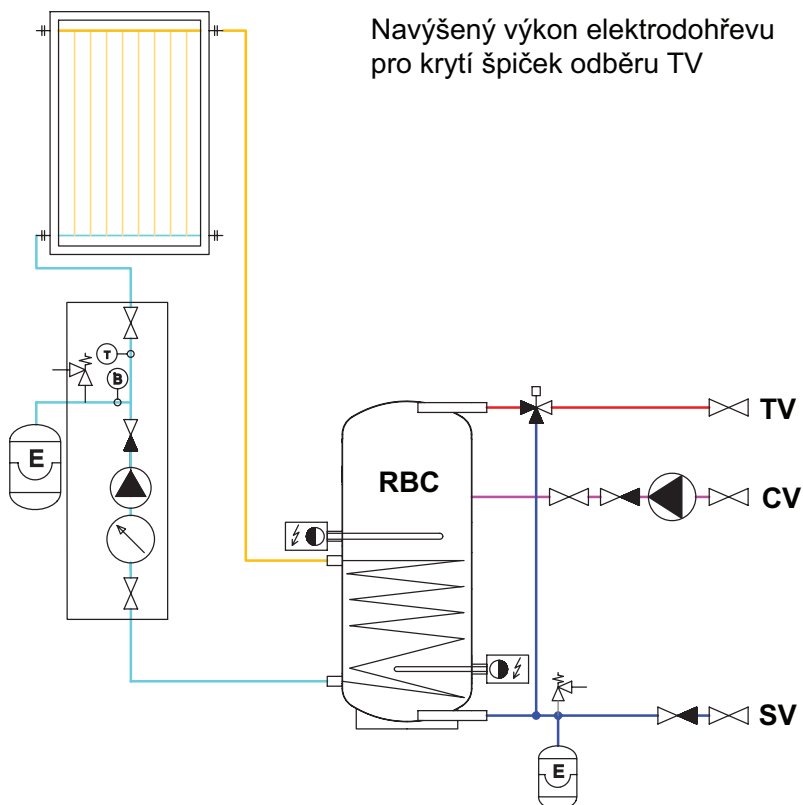 Navýšený výkon elektrodohřevu
pro krytí špiček odběru TV
T
B
E
RBC
TV
CV
SV
E